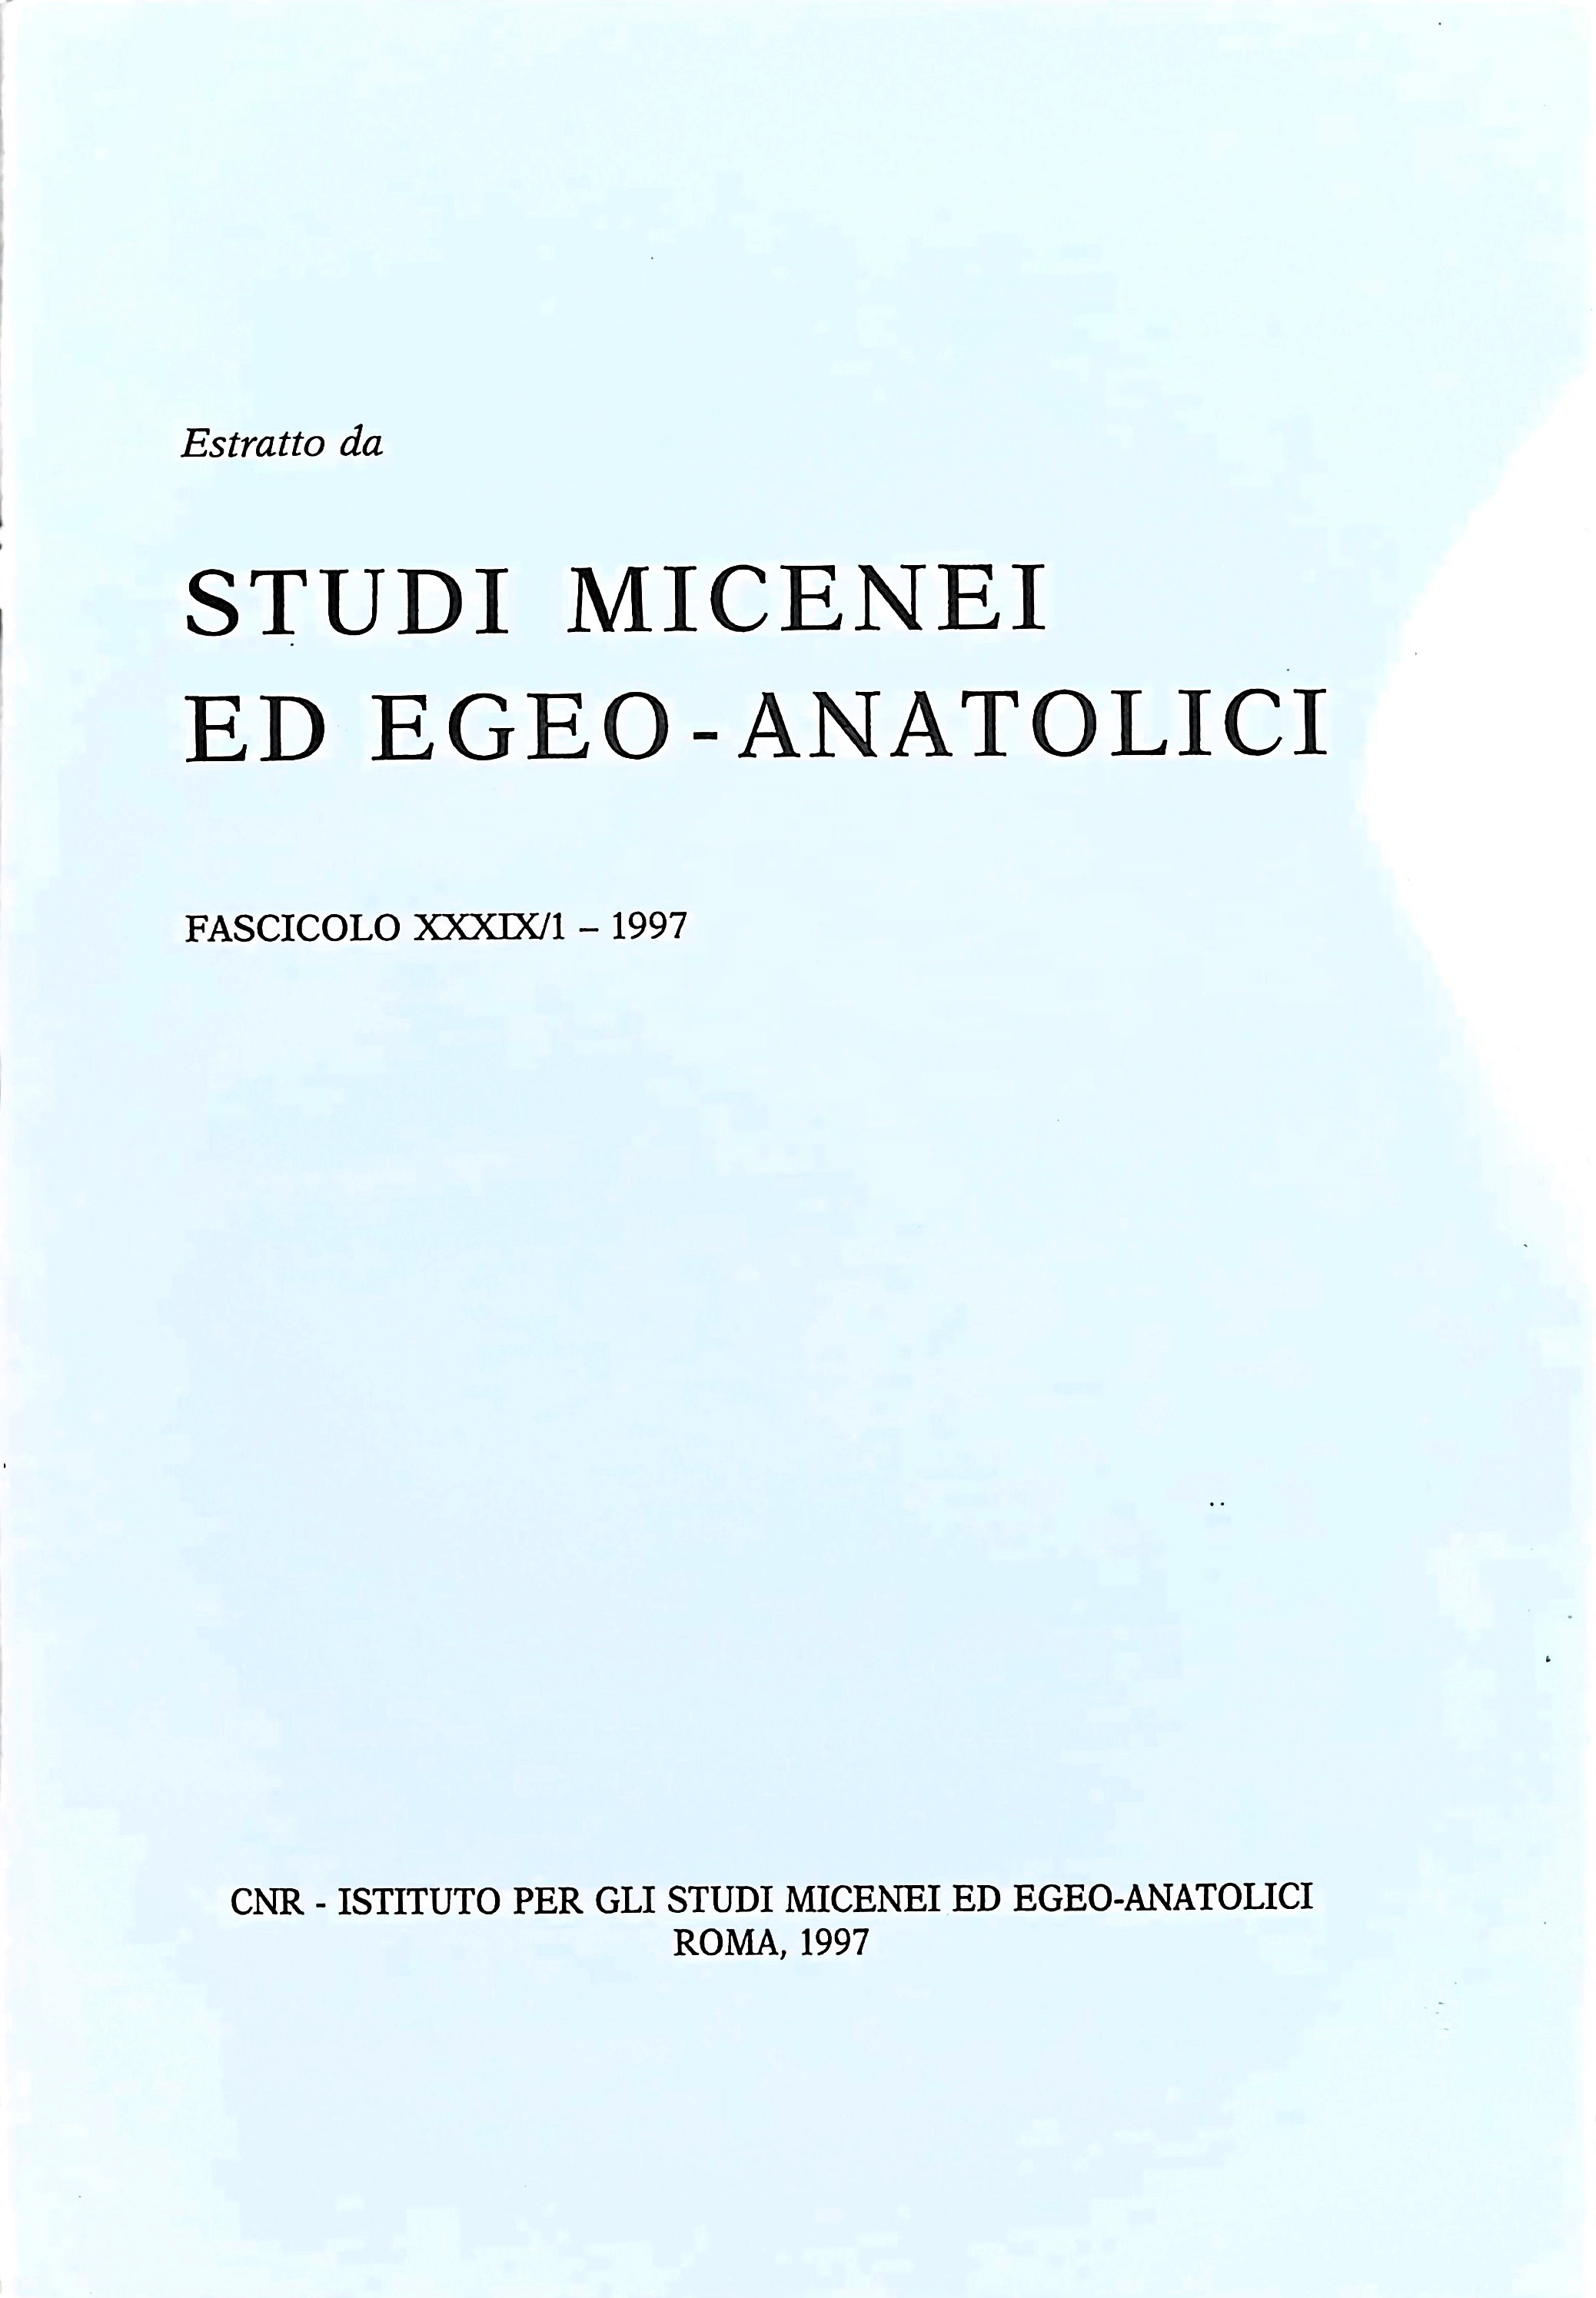 Estratto da
STUDI MICENEI
ED EGEO-ANATOLICI
FASCICOLO XXXIX/1 – 1997
CNR - ISTITUTO PER GLI STUDI MICENEI ED EGEO-ANATOLICI
ROMA, 1997